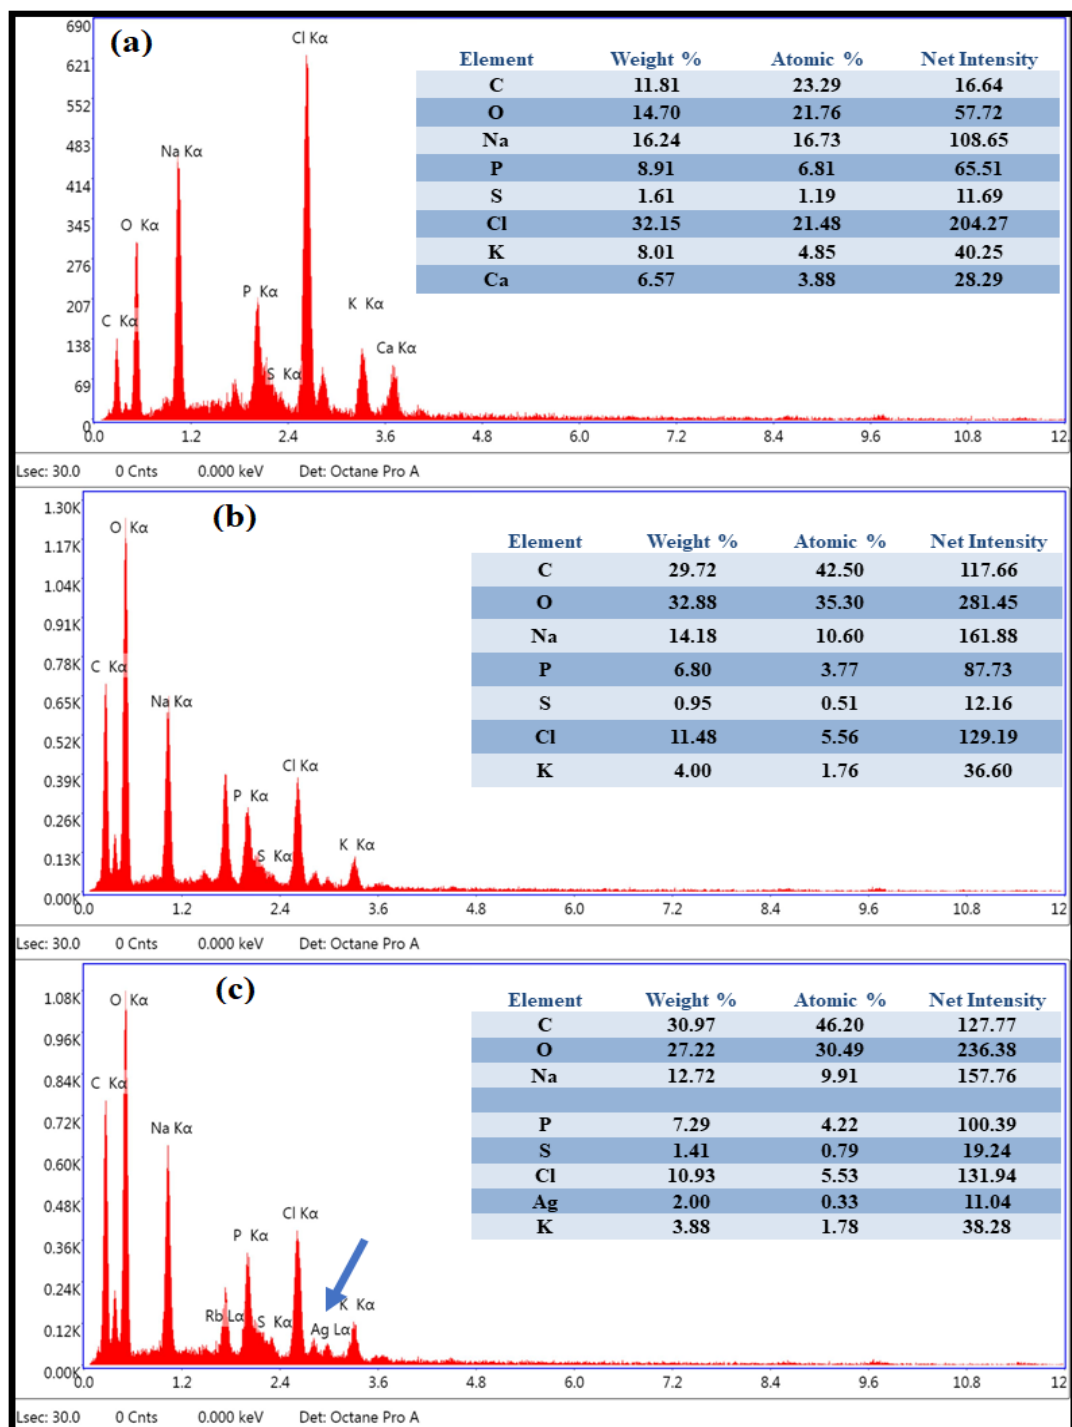 (a)
690
621
552
483
414
345
276
207
138
69
0
C Kα
O Kα
Na Kα
P Kα
S Kα
Cl Kα
K Kα
Ca Kα
Element Weight % Atomic % Net Intensity
C 11.81 23.29 16.64
O 14.70 21.76 57.72
Na 16.24 16.73 108.65
P 8.91 6.81 65.51
S 1.61 1.19 11.69
Cl 32.15 21.48 204.27
K 8.01 4.85 40.25
Ca 6.57 3.88 28.29
0.0 1.2 2.4 3.6 4.8 6.0 7.2 8.4 9.6 10.8 12.
Lsec: 30.0 0 Cnts 0.000 keV Det: Octane Pro A
(b)
1.30K
1.17K
1.04K
0.91K
0.78K
0.65K
0.52K
0.39K
0.26K
0.13K
0.00K
O Kα
C Kα
Na Kα
P Kα
S Kα
Cl Kα
K Kα
Element Weight % Atomic % Net Intensity
C 29.72 42.50 117.66
O 32.88 35.30 281.45
Na 14.18 10.60 161.88
P 6.80 3.77 87.73
S 0.95 0.51 12.16
Cl 11.48 5.56 129.19
K 4.00 1.76 36.60
0.0 1.2 2.4 3.6 4.8 6.0 7.2 8.4 9.6 10.8 12
Lsec: 30.0 0 Cnts 0.000 keV Det: Octane Pro A
(c)
1.08K
0.96K
0.84K
0.72K
0.60K
0.48K
0.36K
0.24K
0.12K
0.00K
O Kα
C Kα
Na Kα
Rb Lα
P Kα
S Kα
Cl Kα
Ag Lα
K Kα
Element Weight % Atomic % Net Intensity
C 30.97 46.20 127.77
O 27.22 30.49 236.38
Na 12.72 9.91 157.76
P 7.29 4.22 100.39
S 1.41 0.79 19.24
Cl 10.93 5.53 131.94
Ag 2.00 0.33 11.04
K 3.88 1.78 38.28
0.0 1.2 2.4 3.6 4.8 6.0 7.2 8.4 9.6 10.8 12
Lsec: 30.0 0 Cnts 0.000 keV Det: Octane Pro A